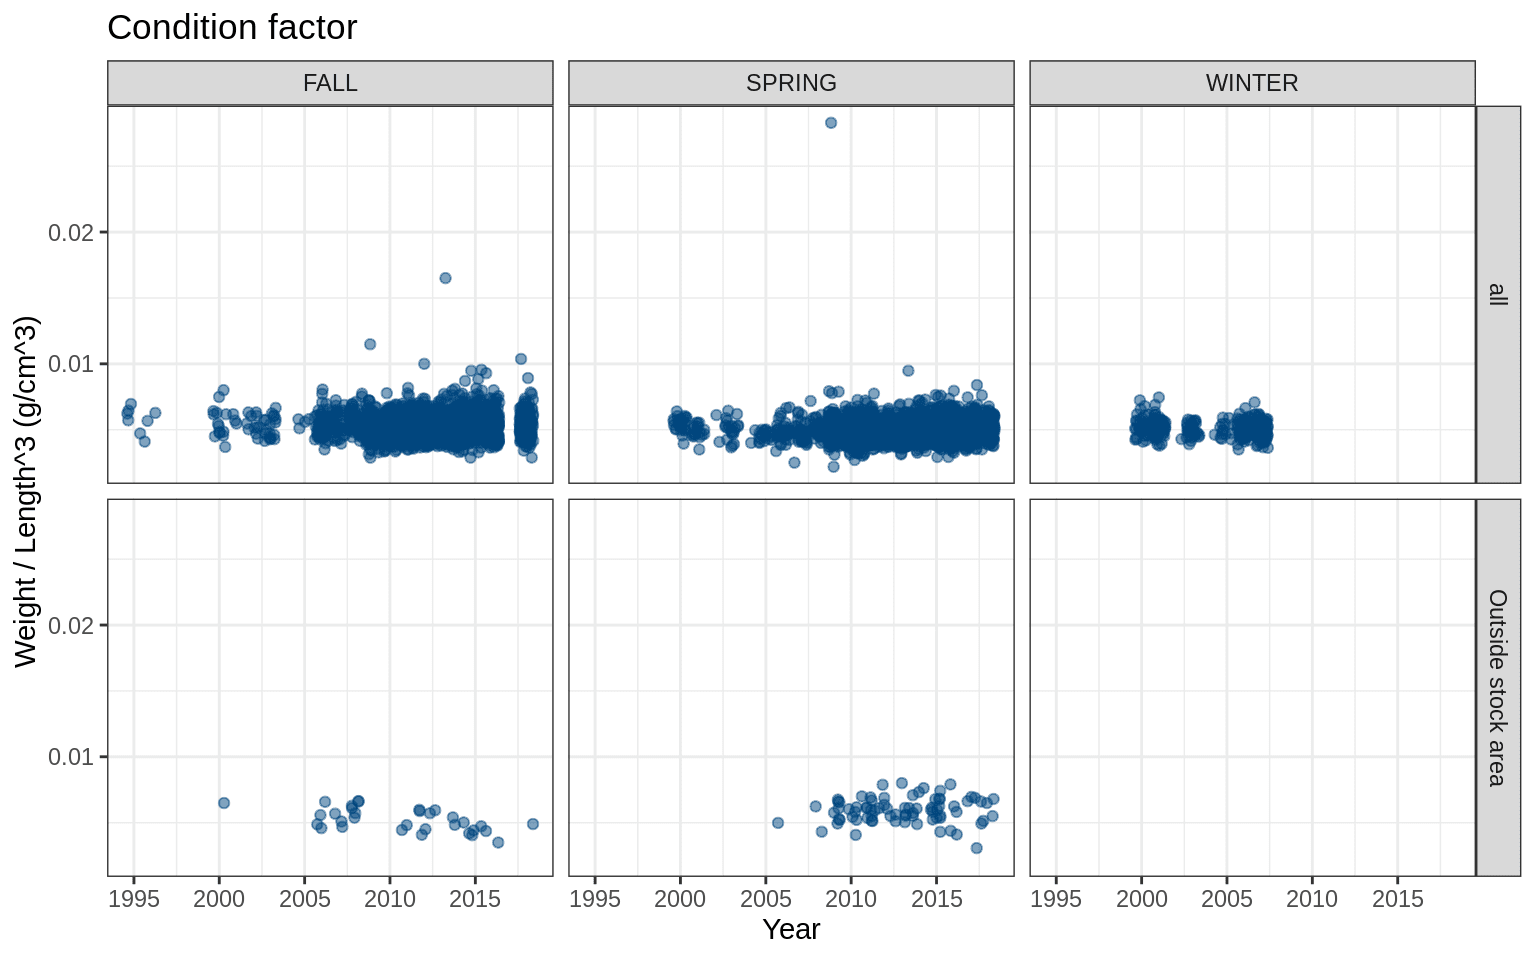 Condition factor
FALL
SPRING
WINTER
0.02
0.01
all
0.02
0.01
Outside stock area
Weight / Length^3 (g/cm^3)
1995 2000 2005 2010 2015
1995 2000 2005 2010 2015
1995 2000 2005 2010 2015
Year